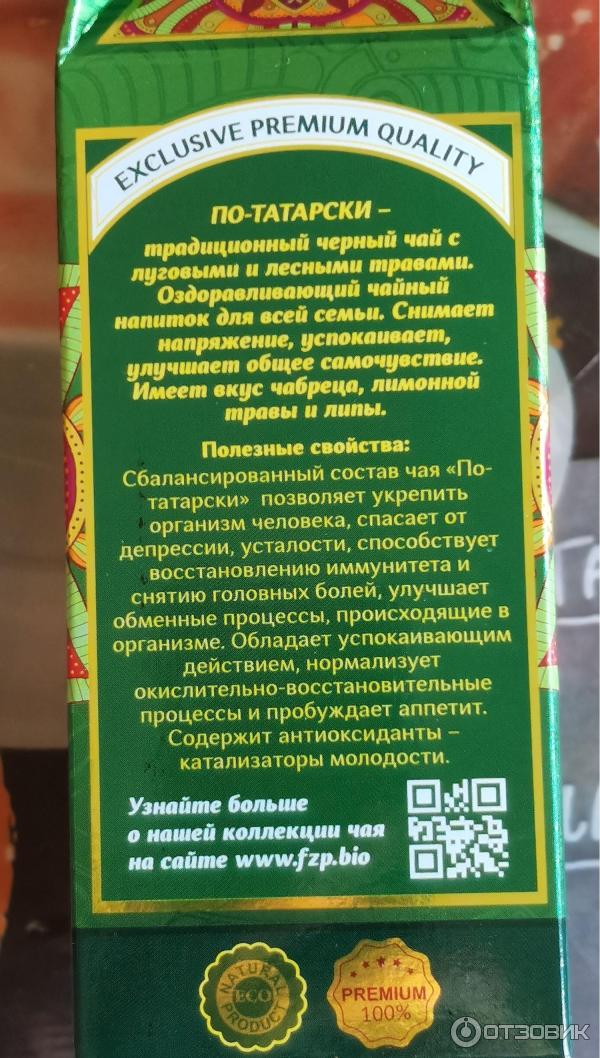 EXCLUSIVE PREMIUM QUALITY
ПО-ТАТАРСКИ –
традиционный черный чай с
луговыми и лесными травами.
Оздоравливающий чайный
напиток для всей семьи. Снимает
напряжение, успокаивает,
улучшает общее самочувствие.
Имеет вкус чабреца, лимонной
травы и липы.
Полезные свойства:
Сбалансированный состав чая «По-
татарски» позволяет укрепить
организм человека, спасает от
депрессии, усталости, способствует
восстановлению иммунитета и
снятию головных болей, улучшает
обменные процессы, происходящие в
организме. Обладает успокаивающим
действием, нормализует
окислительно-восстановительные
процессы и пробуждает аппетит.
Содержит антиоксиданты –
катализаторы молодости.
Узнайте больше
о нашей коллекции чая
на сайте www.fzp.bio
NATURAL
ECO
PRODUCT
PREMIUM
100%
ОТЗОВИК